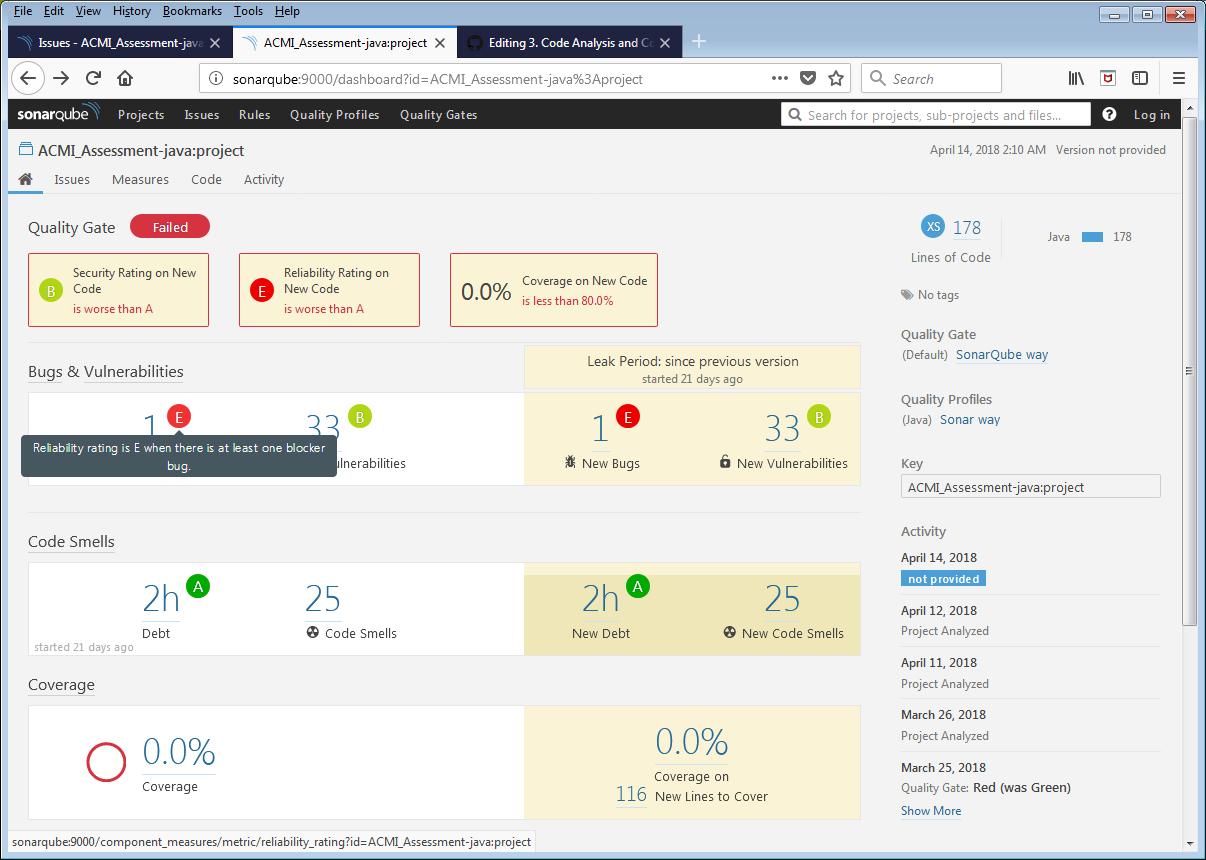 File Edit View History Bookmarks Tools Help
Issues - ACMI_Assessment-java
ACMI_Assessment-java:project
Editing 3. Code Analysis and Co
sonarqube:9000/dashboard?id=ACMI_Assessment-java%3Aproject
Search
sonarqube Projects Issues Rules Quality Profiles Quality Gates
Search for projects, sub-projects and files...
? Log in
ACMI_Assessment-java:project
April 14, 2018 2:10 AM Version not provided
Issues Measures Code Activity
Quality Gate Failed
B
Security Rating on New
Code
is worse than A
E
Reliability Rating on
New Code
is worse than A
0.0%
Coverage on New Code
is less than 80.0%
Bugs & Vulnerabilities
Leak Period: since previous version
started 21 days ago
1 E
33 B
Reliability rating is E when there is at least one blocker
bug.
ulnerabilities
1 E
New Bugs
33 B
New Vulnerabilities
Code Smells
2h A
Debt
25
Code Smells
started 21 days ago
2h A
New Debt
25
New Code Smells
Coverage
0.0%
Coverage
0.0%
Coverage on
116 New Lines to Cover
XS 178
Lines of Code
Java 178
No tags
Quality Gate
(Default) SonarQube way
Quality Profiles
(Java) Sonar way
Key
ACMI_Assessment-java:project
Activity
April 14, 2018
not provided
April 12, 2018
Project Analyzed
April 11, 2018
Project Analyzed
March 26, 2018
Project Analyzed
March 25, 2018
Quality Gate: Red (was Green)
Show More
sonarqube:9000/component_measures/metric/reliability_rating?id=ACMI_Assessment-java:project